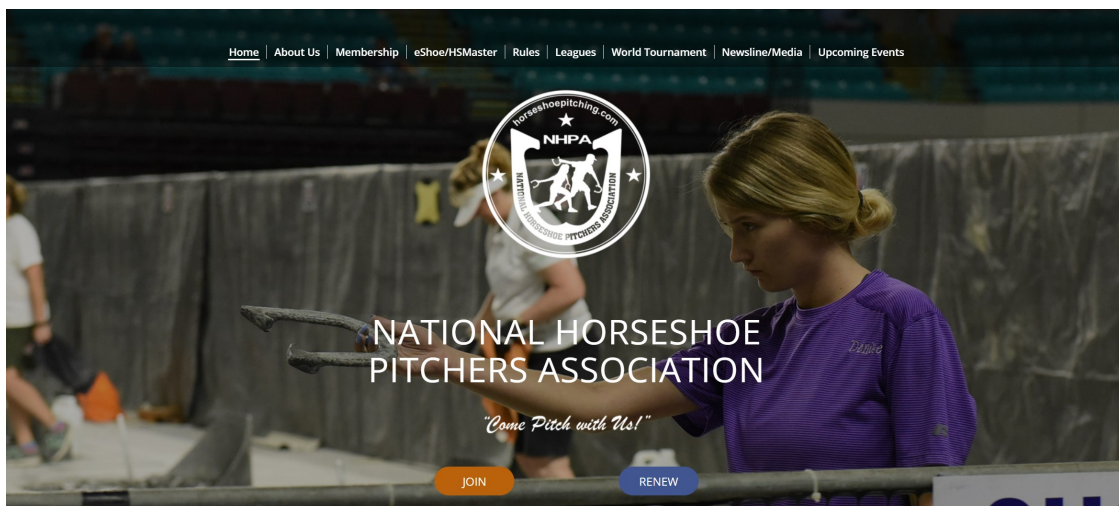 Home | About Us | Membership | eShoe/HSMaster | Rules | Leagues | World Tournament | Newsline/Media | Upcoming Events
horseshoepitching.com
NHPA
NATIONAL HORSESHOE PITCHERS ASSOCIATION
NATIONAL HORSESHOE
PITCHERS ASSOCIATION
"Come Pitch with Us!"
JOIN
RENEW